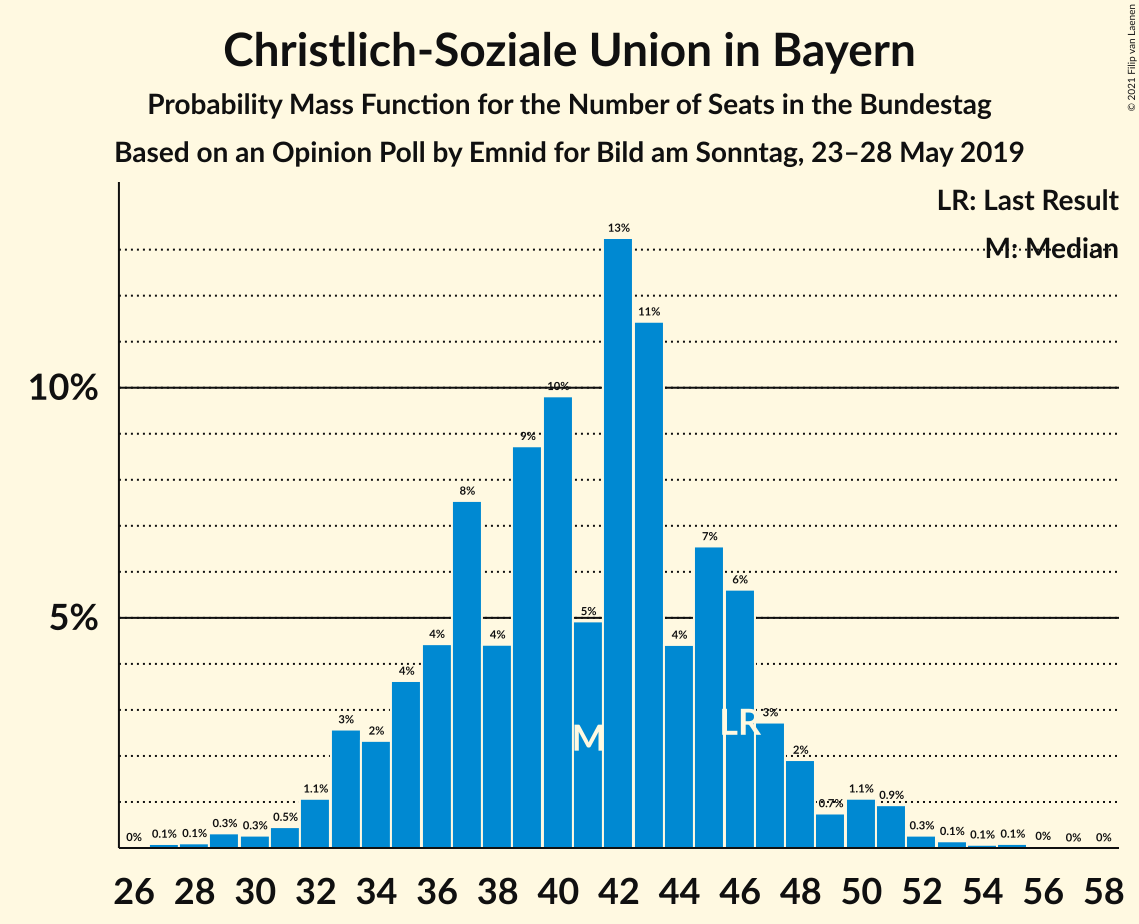 Christlich-Soziale Union in Bayern
Probability Mass Function for the Number of Seats in the Bundestag
Based on an Opinion Poll by Emnid for Bild am Sonntag, 23–28 May 2019
© 2021 Filip van Laenen
LR: Last Result
M: Median
10%
5%
0% 0.1% 0.1% 0.3% 0.3% 0.5% 1.1% 3% 2% 4% 4% 8% 4% 9% 10% 5% 13% 11% 4% 7% 6% 3% 2% 0.7% 1.1% 0.9% 0.3% 0.1% 0.1% 0.1% 0% 0% 0%
M LR
26 28 30 32 34 36 38 40 42 44 46 48 50 52 54 56 58